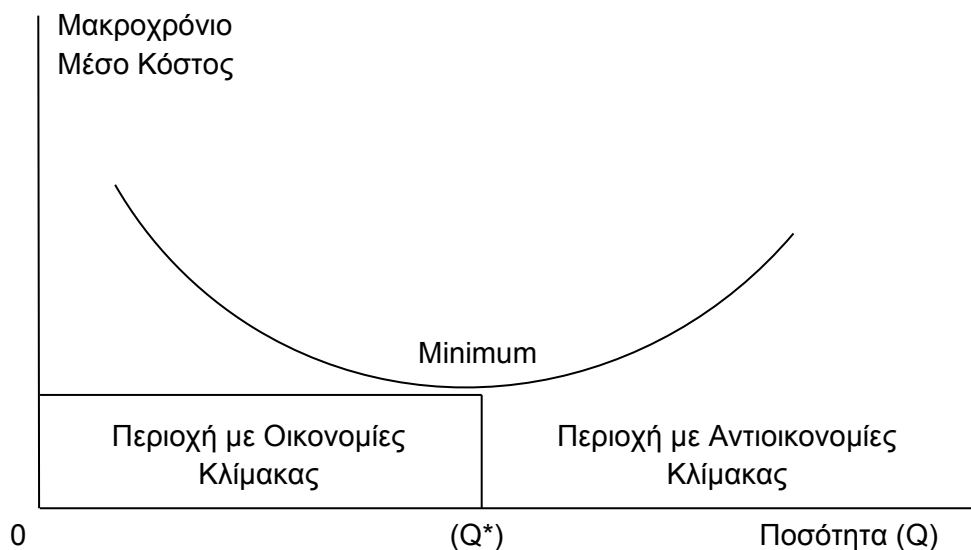 Μακροχρόνιο
Μέσο Κόστος
Minimum
Περιοχή με Οικονομίες
Κλίμακας
Περιοχή με Αντιοικονομίες
Κλίμακας
0
(Q*)
Ποσότητα (Q)